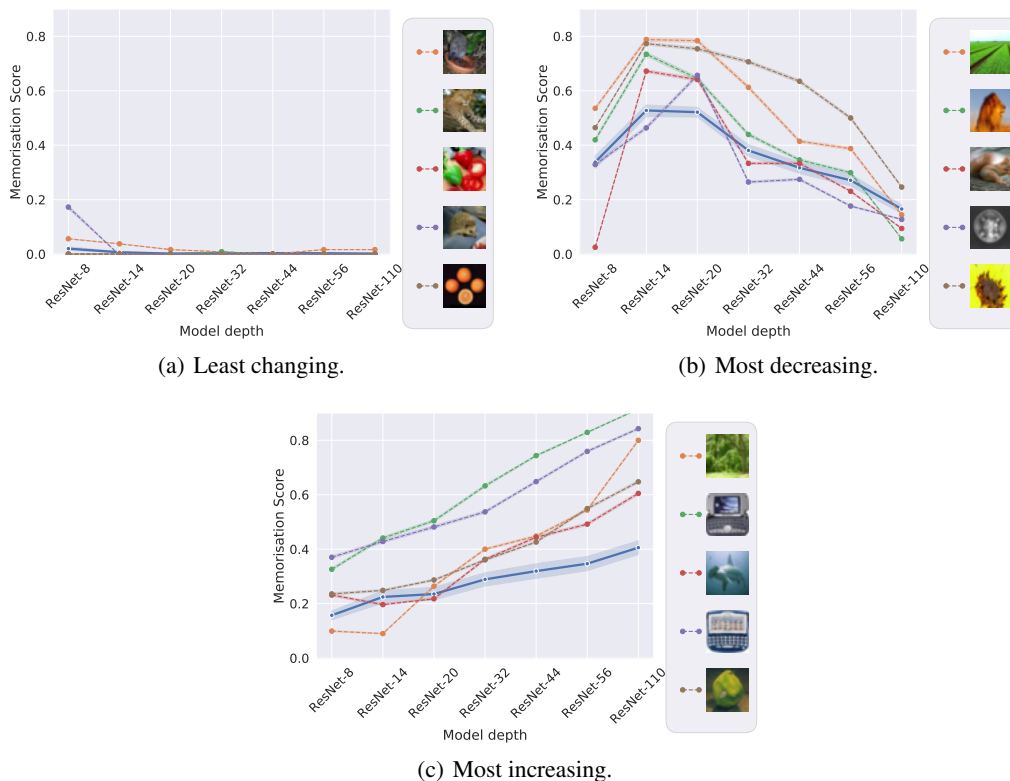 0.8
0.6
0.4
0.2
0.0
Memorisation Score
ResNet-8
ResNet-14
ResNet-20
ResNet-32
ResNet-44
ResNet-56
ResNet-110
Model depth
(a) Least changing.
0.8
0.6
0.4
0.2
0.0
Memorisation Score
ResNet-8
ResNet-14
ResNet-20
ResNet-32
ResNet-44
ResNet-56
ResNet-110
Model depth
(b) Most decreasing.
0.8
0.6
0.4
0.2
0.0
Memorisation Score
ResNet-8
ResNet-14
ResNet-20
ResNet-32
ResNet-44
ResNet-56
ResNet-110
Model depth
(c) Most increasing.